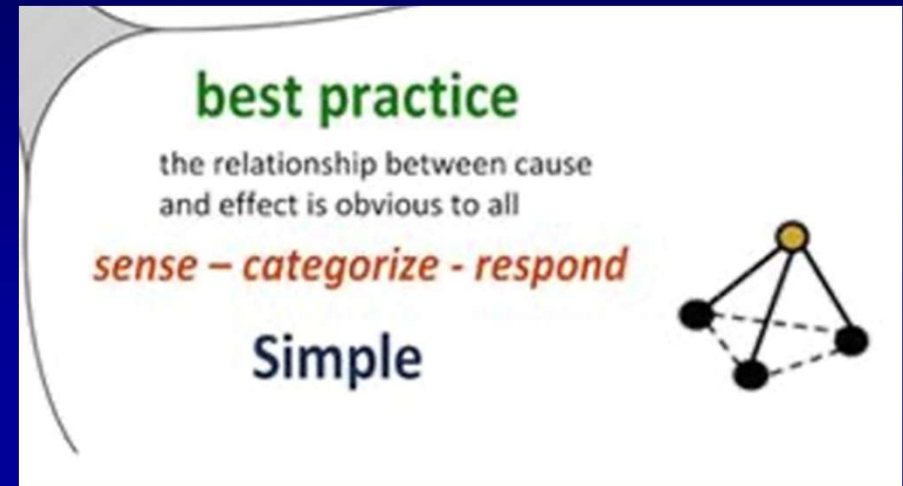 best practice
the relationship between cause
and effect is obvious to all
sense – categorize - respond
Simple